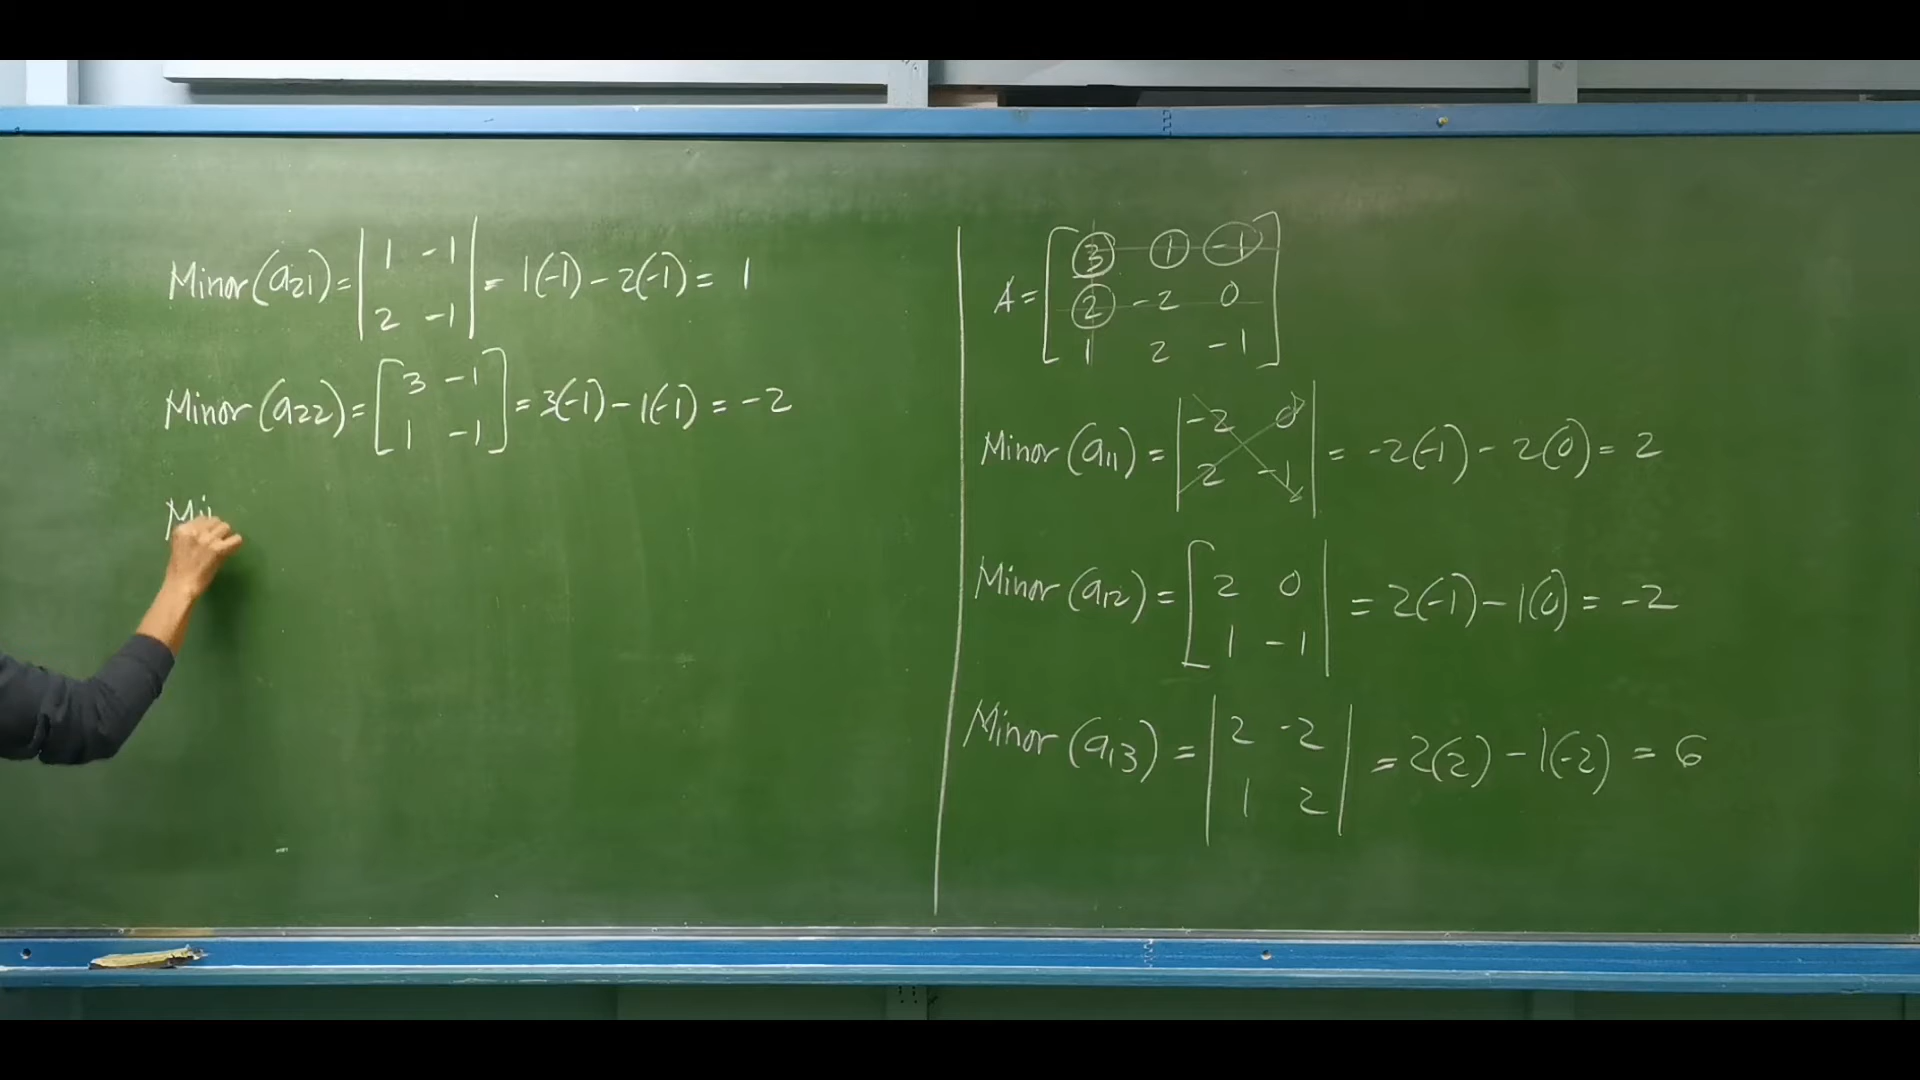 Minor(a21) = | 1 -1 | = 1(-1) - 2(-1) = 1
| 2 -1 |
Minor(a22) = [ 3 -1 ] = 3(-1) - 1(-1) = -2
[ 1 -1 ]
Mi
A = [ 3 1 -1 ]
[ 2 -2 0 ]
[ 1 2 -1 ]
Minor(a11) = | -2 0 | = -2(-1) - 2(0) = 2
| 2 -1 |
Minor(a12) = [ 2 0 | = 2(-1) - 1(0) = -2
[ 1 -1 |
Minor(a13) = | 2 -2 | = 2(2) - 1(-2) = 6
| 1 2 |